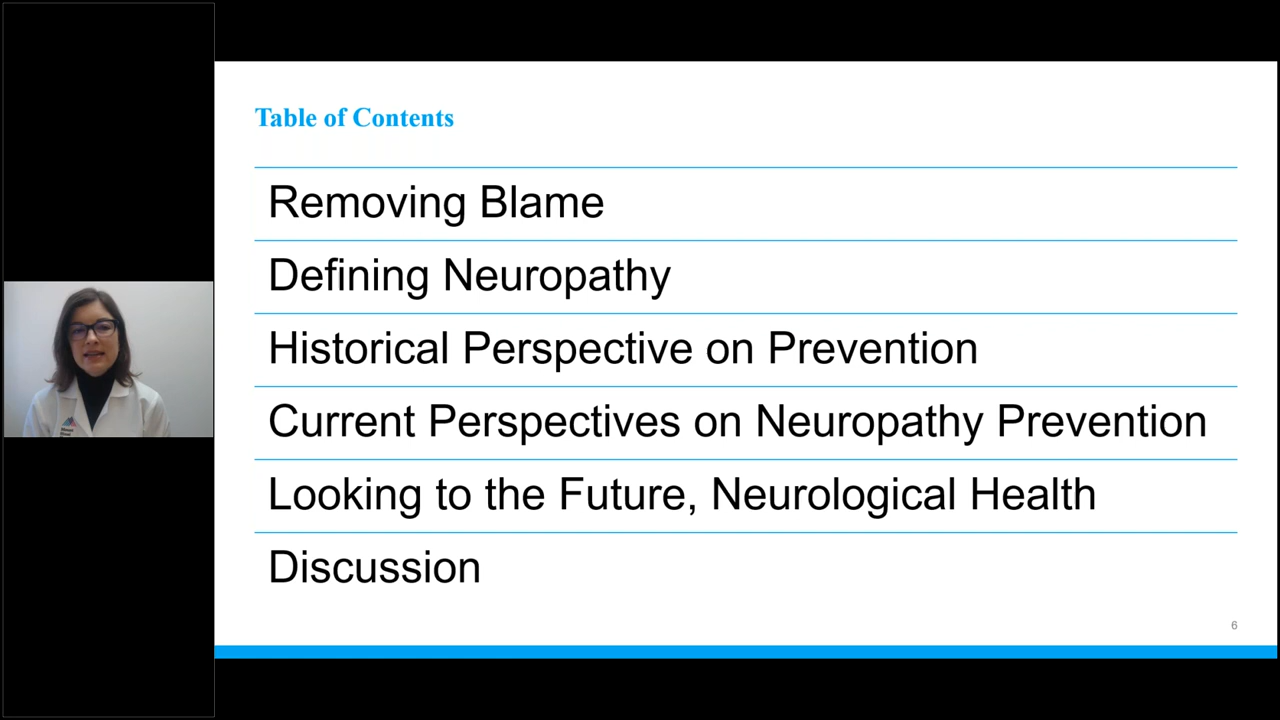 Table of Contents
Removing Blame
Defining Neuropathy
Historical Perspective on Prevention
Current Perspectives on Neuropathy Prevention
Looking to the Future, Neurological Health
Discussion
6